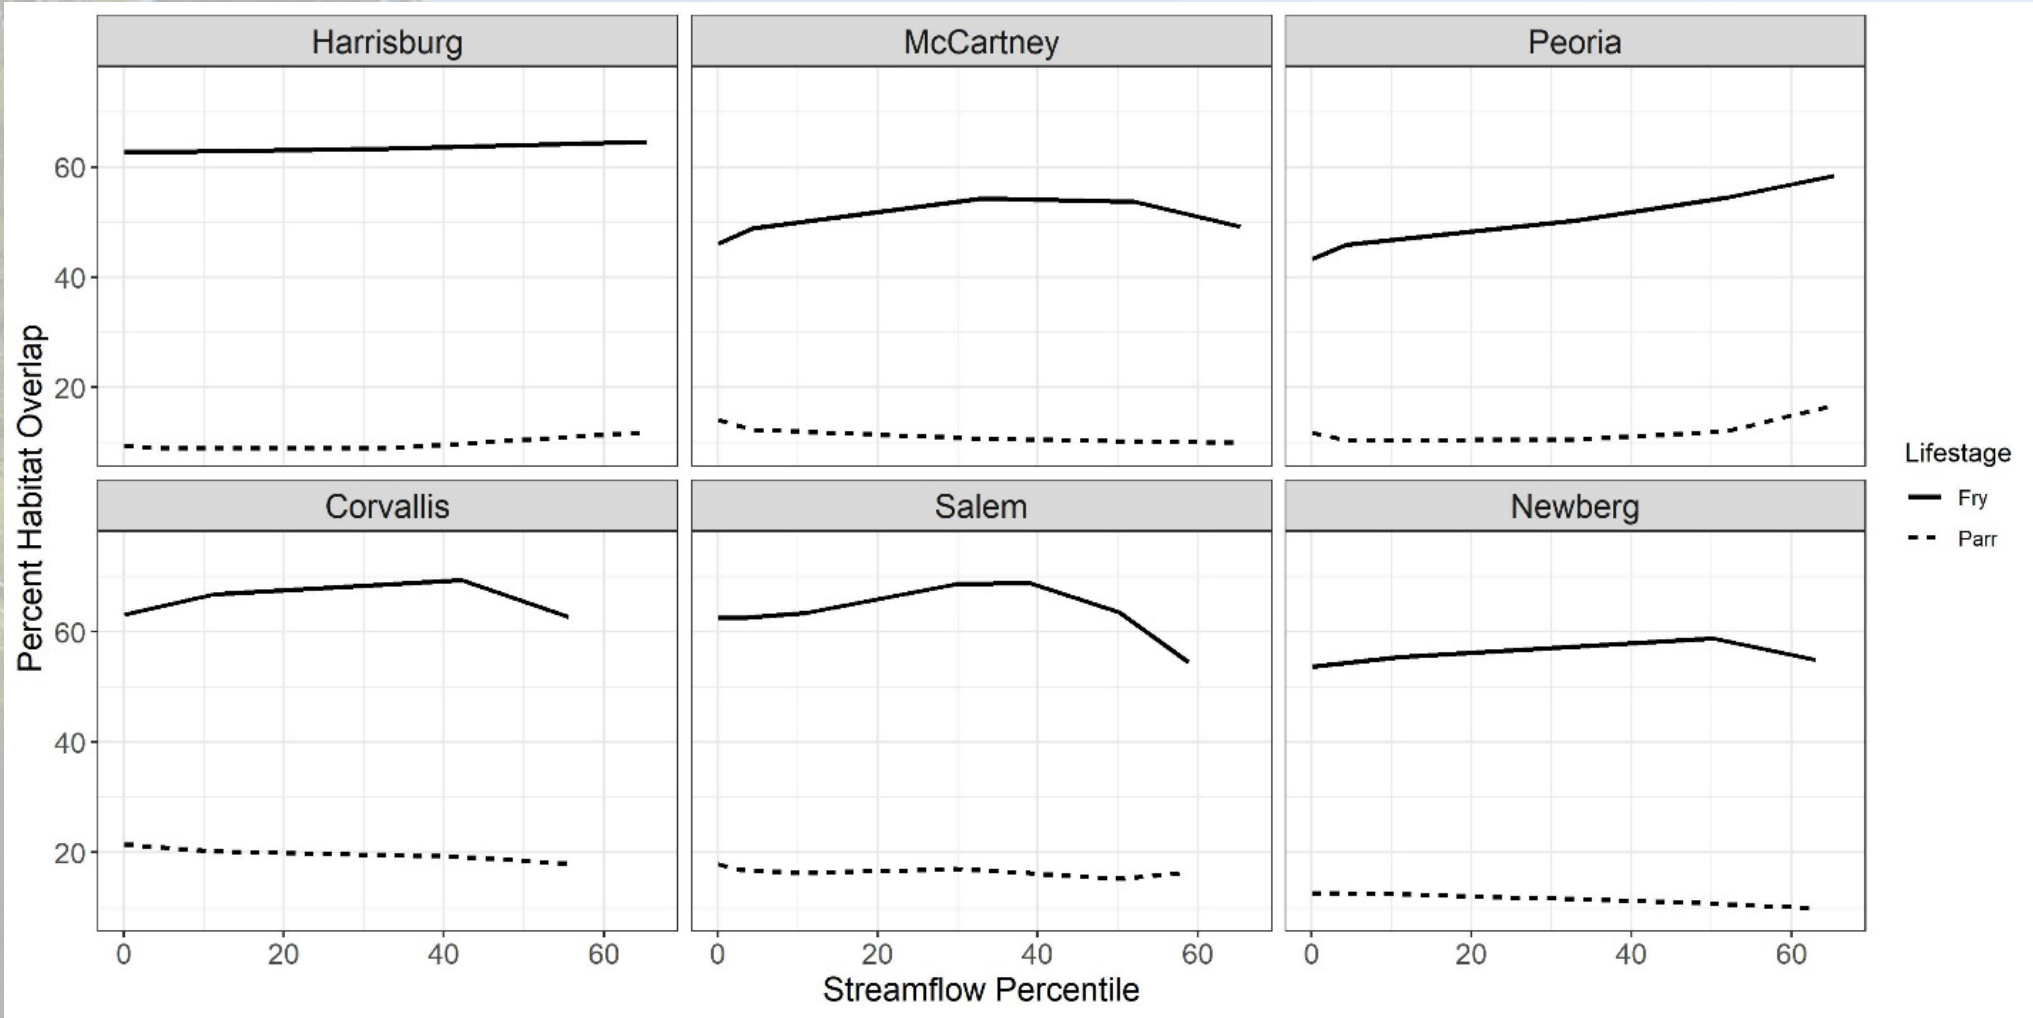 Harrisburg
McCartney
Peoria
60
40
20
Percent Habitat Overlap
Corvallis
Salem
Newberg
60
40
20
0 20 40 60
0 20 40 60
0 20 40 60
Streamflow Percentile
Lifestage
Fry
Parr